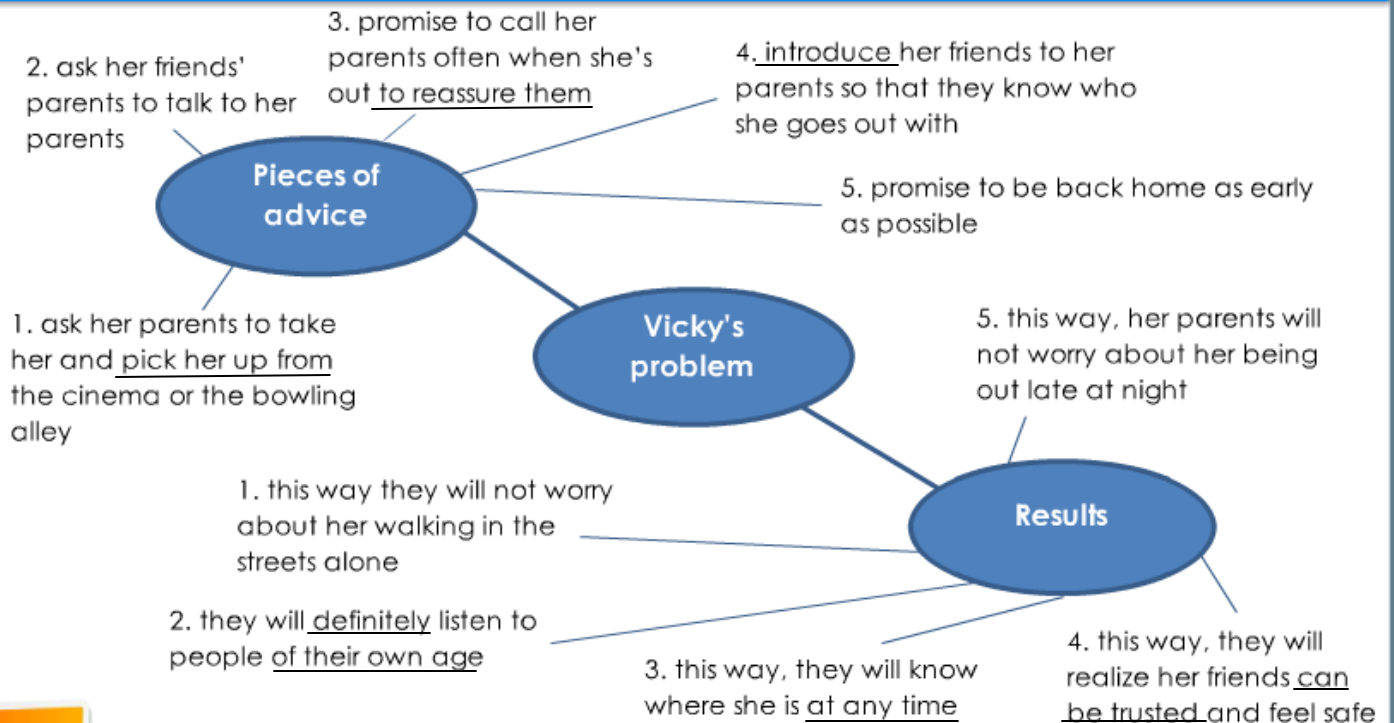 2. ask her friends'
parents to talk to her
parents
3. promise to call her
parents often when she's
out to reassure them
4. introduce her friends to her
parents so that they know who
she goes out with
5. promise to be back home as early
as possible
Pieces of
advice
1. ask her parents to take
her and pick her up from
the cinema or the bowling
alley
Vicky's
problem
5. this way, her parents will
not worry about her being
out late at night
Results
1. this way they will not worry
about her walking in the
streets alone
2. they will definitely listen to
people of their own age
3. this way, they will know
where she is at any time
4. this way, they will
realize her friends can
be trusted and feel safe